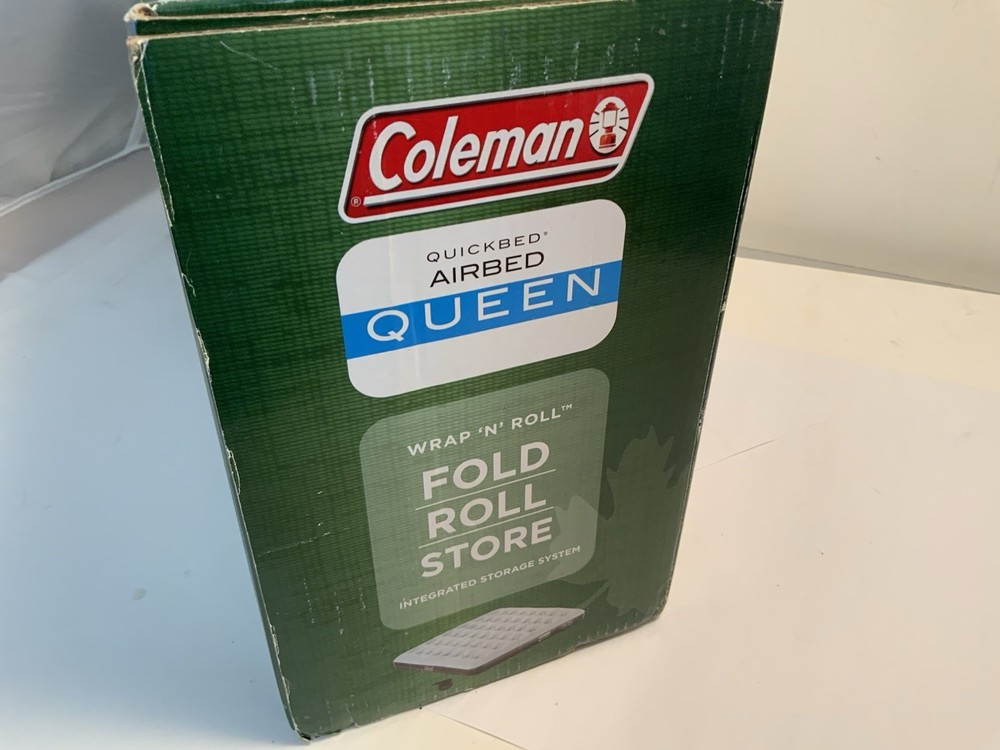 Coleman
®
QUICKBED®
AIRBED
QUEEN
WRAP ‘N’ ROLL™
FOLD
ROLL
STORE
INTEGRATED STORAGE SYSTEM